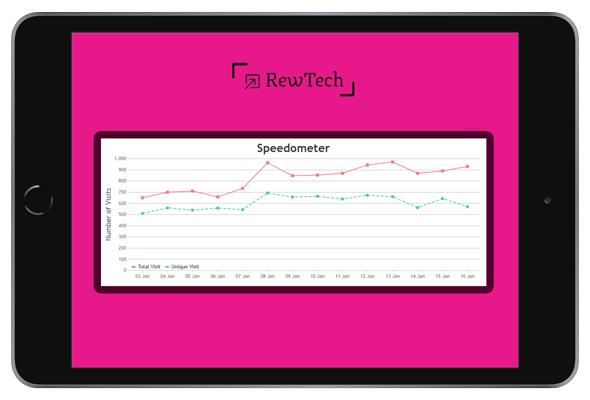 RewTech
Speedometer
1,000
900
800
700
600
500
400
300
200
100
0
Number of Visits
Total Visit Unique Visit
03 Jan 04 Jan 05 Jan 06 Jan 07 Jan 08 Jan 09 Jan 10 Jan 11 Jan 12 Jan 13 Jan 14 Jan 15 Jan 16 Jan